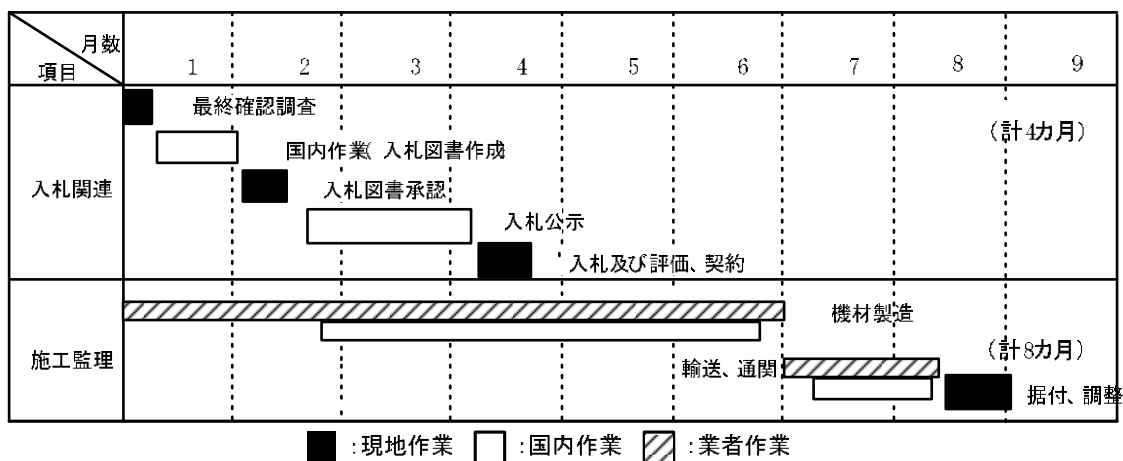 月数
項目
1 2 3 4 5 6 7 8 9
最終確認調査
(計4カ月)
国内作業( 入札図書作成
入札関連
入札図書承認
入札公示
入札及び評価、契約
機材製造
(計8カ月)
施工監理
輸送、通関
据付、調整
:現地作業 :国内作業 :業者作業